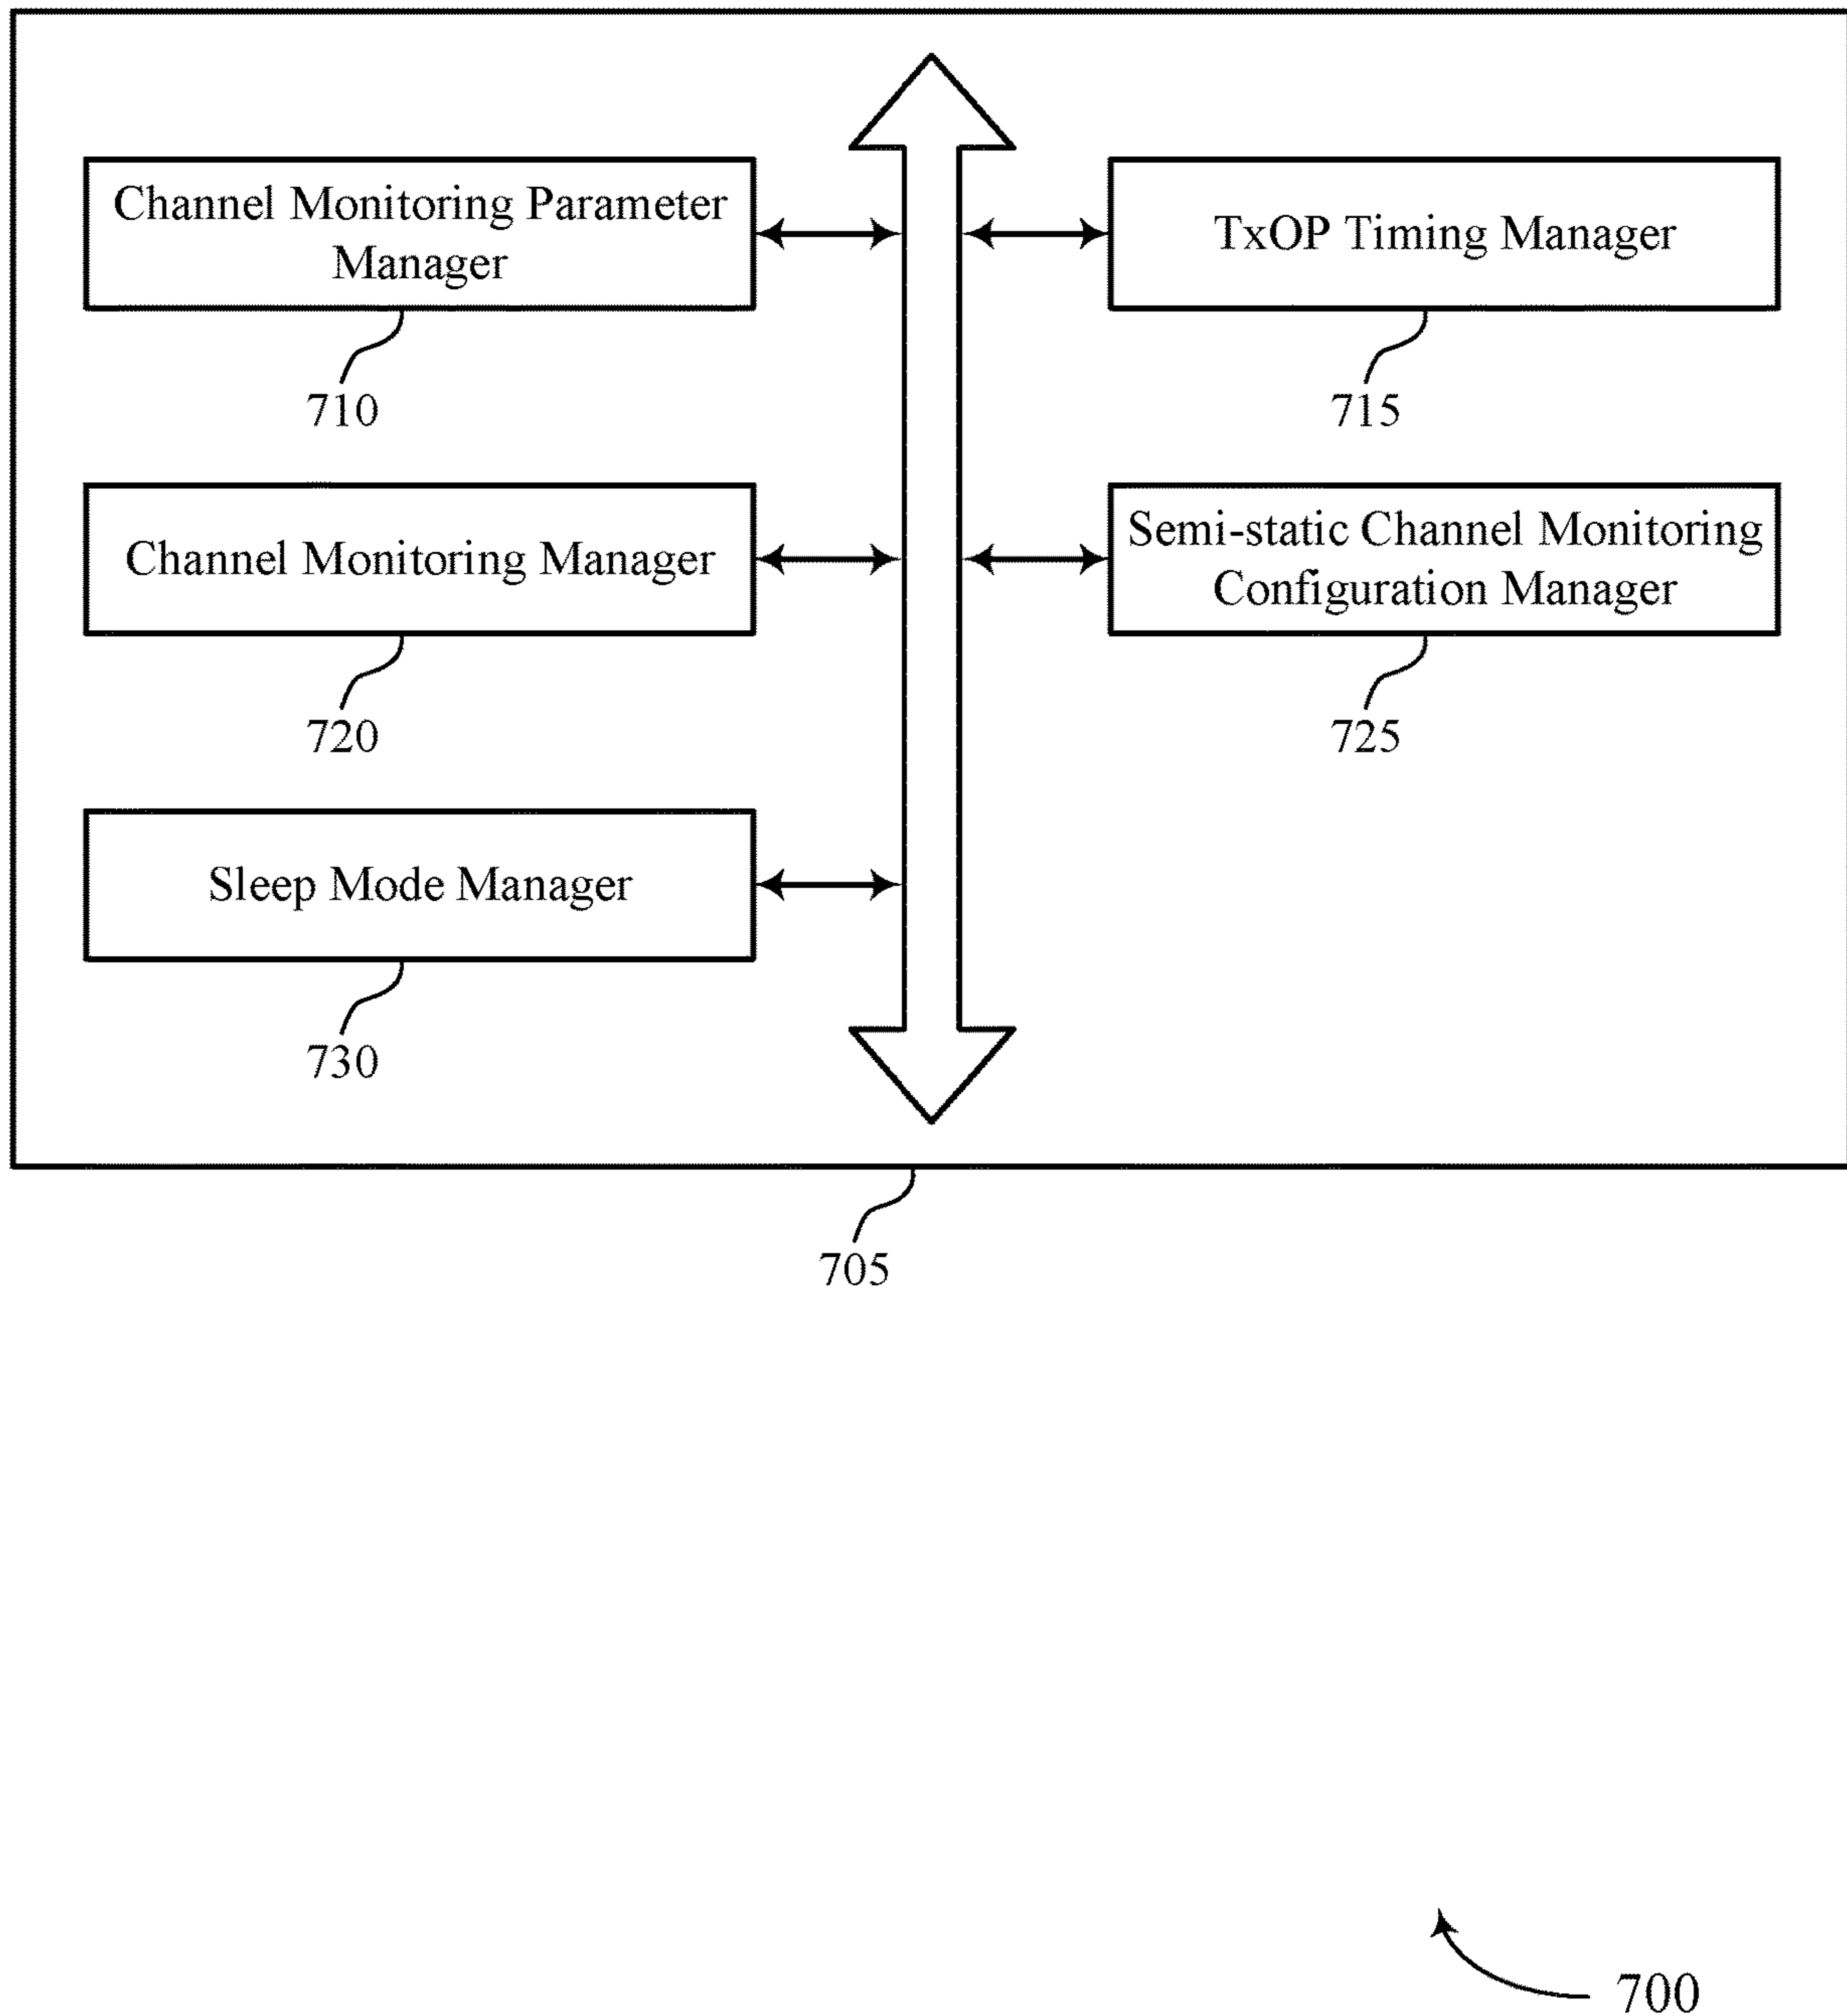 Channel Monitoring Parameter
Manager
710
TxOP Timing Manager
715
Channel Monitoring Manager
720
Semi-static Channel Monitoring
Configuration Manager
725
Sleep Mode Manager
730
705
700